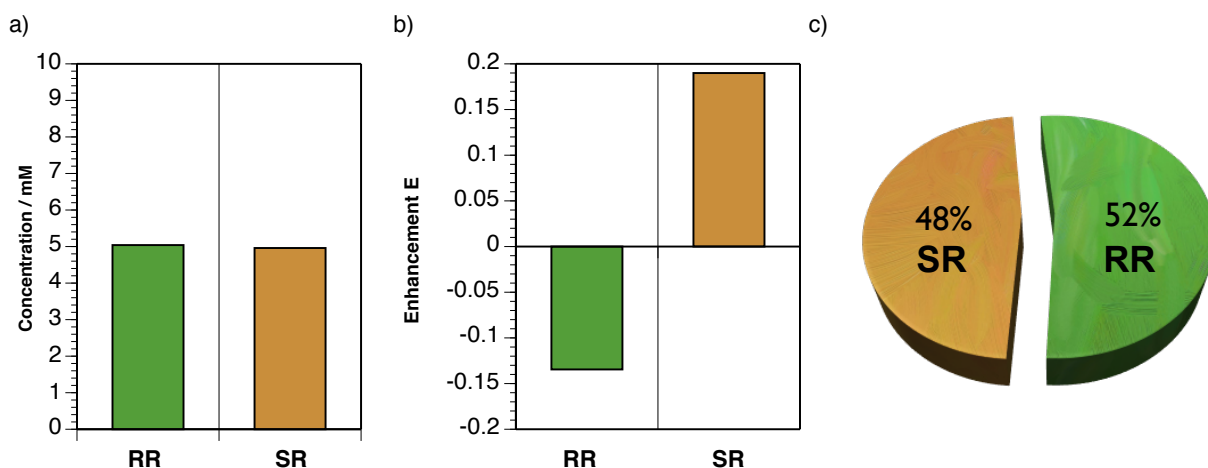 a)
10
9
8
7
6
5
4
3
2
1
0
Concentration / mM
RR
SR
b)
0.2
0.15
0.1
0.05
0
-0.05
-0.1
-0.15
-0.2
Enhancement E
RR
SR
c)
48%
SR
52%
RR